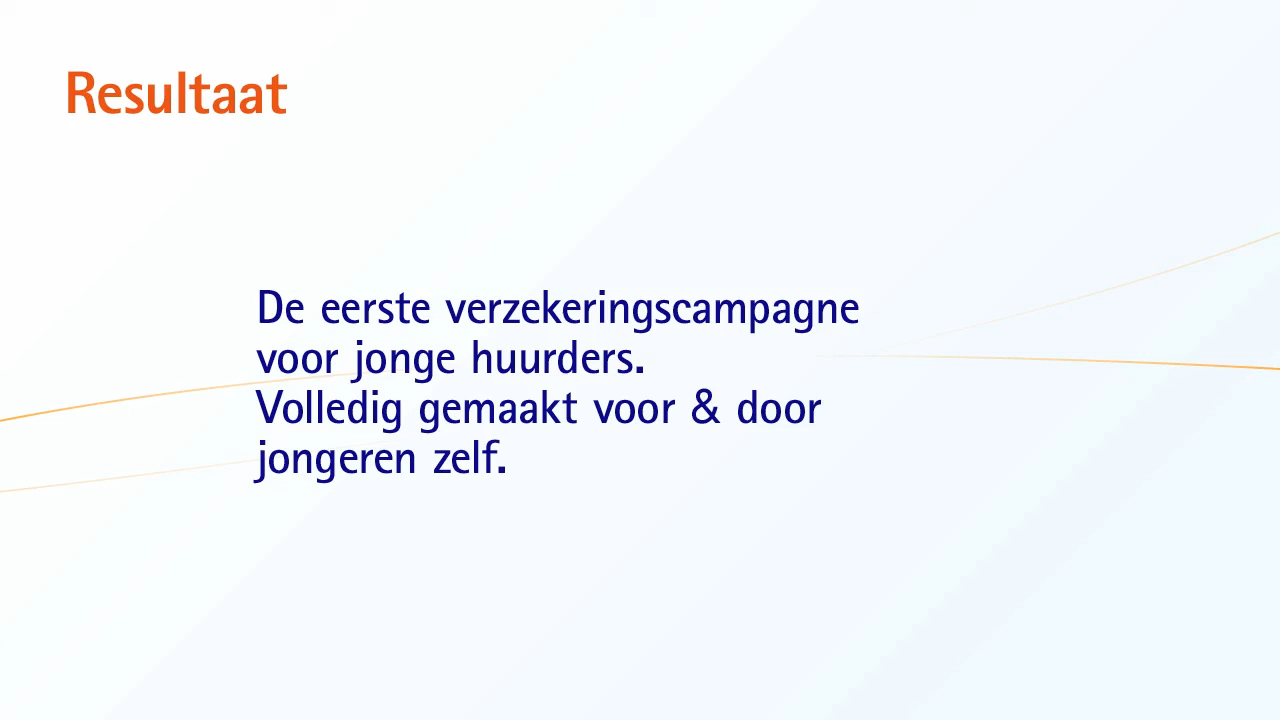 Resultaat
De eerste verzekeringscampagne
voor jonge huurders.
Volledig gemaakt voor & door
jongeren zelf.